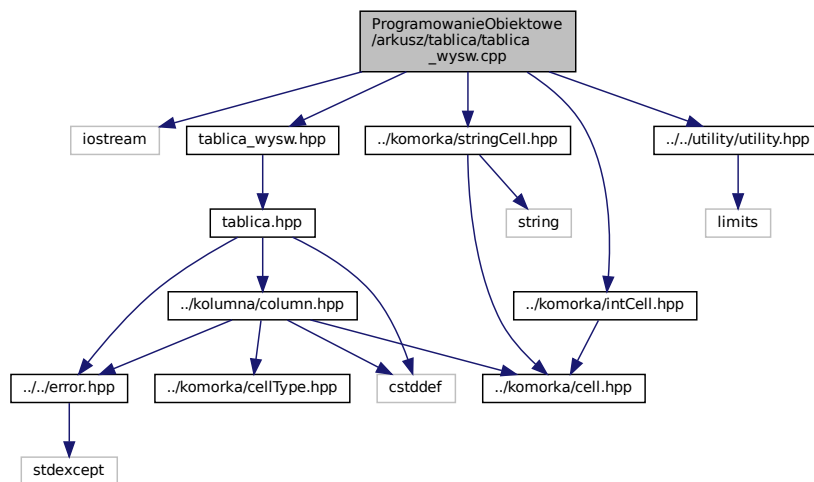 ProgramowanieObiektowe
/arkusz/tablica/tablica
_wysw.cpp
iostream
tablica_wysw.hpp
../komorka/stringCell.hpp
../../utility/utility.hpp
tablica.hpp
string
limits
../kolumna/column.hpp
../komorka/intCell.hpp
../../error.hpp
../komorka/cellType.hpp
cstddef
../komorka/cell.hpp
stdexcept